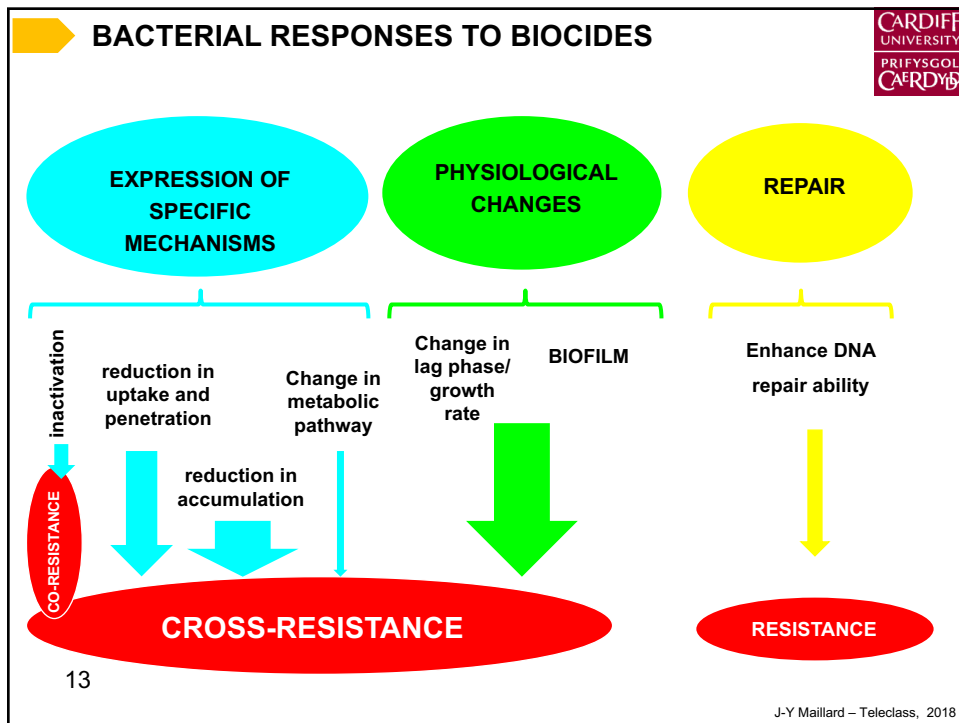 BACTERIAL RESPONSES TO BIOCIDES
CARDIFF
UNIVERSITY
PRIFYSGOL
CAERDYDD
EXPRESSION OF
SPECIFIC
MECHANISMS
PHYSIOLOGICAL
CHANGES
REPAIR
inactivation
reduction in
uptake and
penetration
reduction in
accumulation
Change in
metabolic
pathway
Change in
lag phase/
growth
rate
BIOFILM
Enhance DNA
repair ability
CO-RESISTANCE
CROSS-RESISTANCE
RESISTANCE
13
J-Y Maillard – Teleclass, 2018